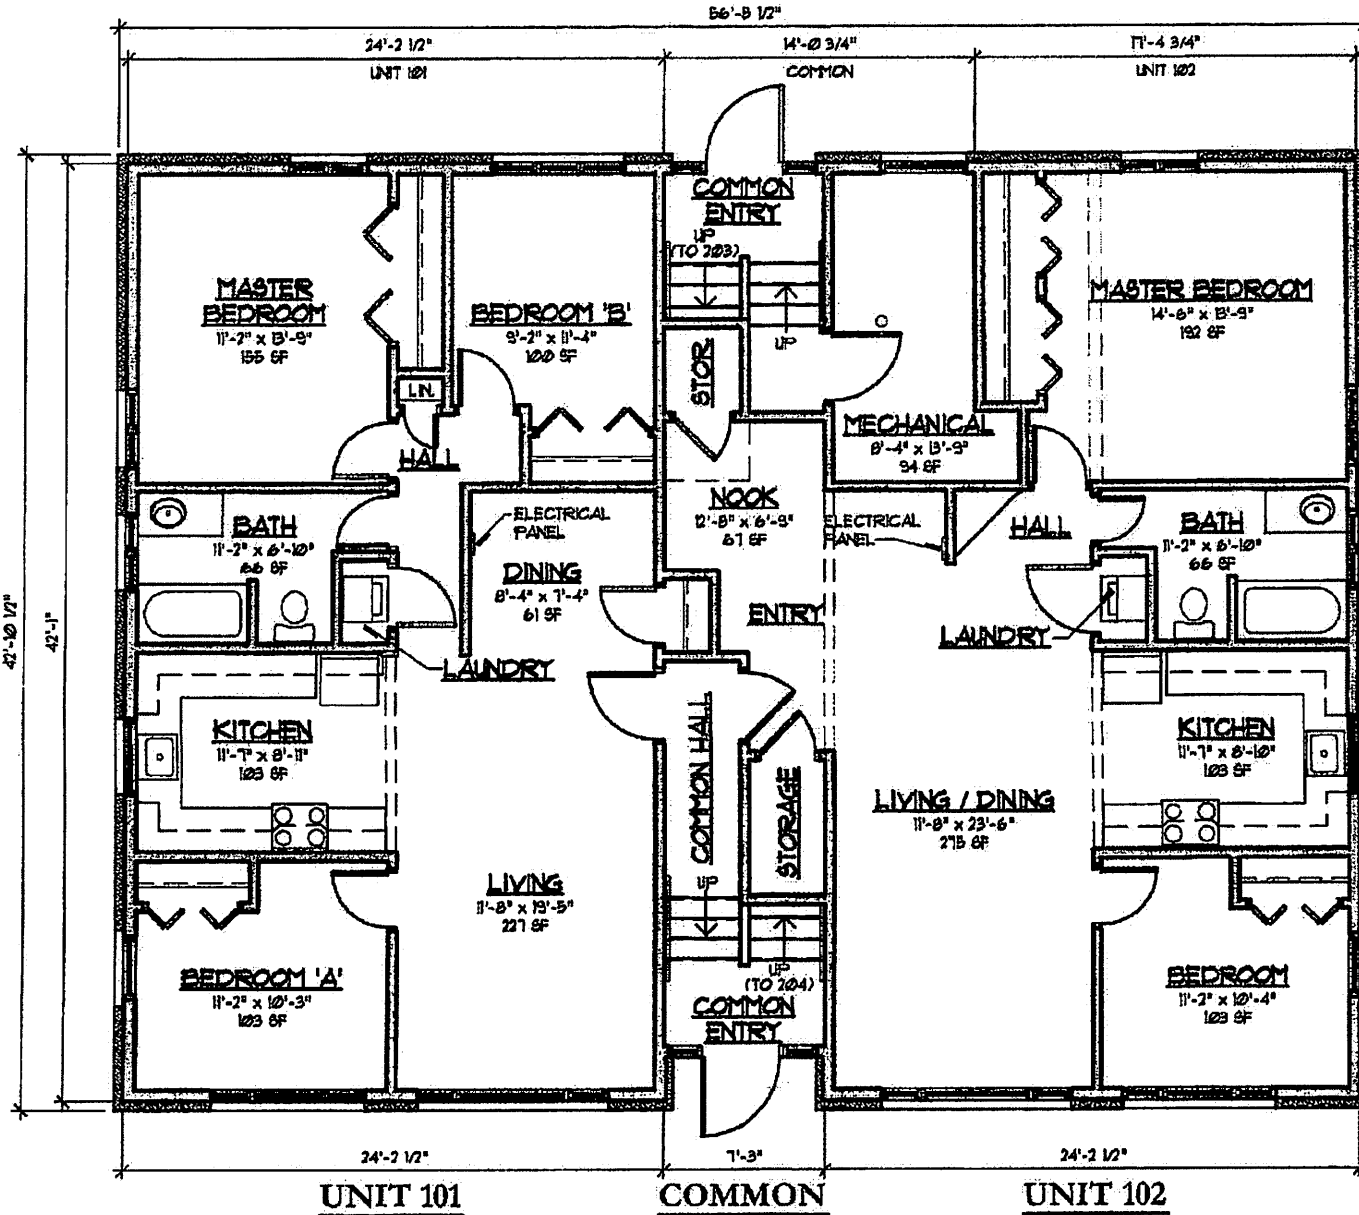 56'-5 1/2"
24'-2 1/2"
14'-0 3/4"
17'-4 3/4"
UNIT 101
COMMON
UNIT 102
COMMON
ENTRY
UP
(TO 203)
MASTER
BEDROOM
11'-2" x 13'-9"
155 SF
BEDROOM 'B'
9'-2" x 11'-4"
100 SF
MASTER BEDROOM
14'-6" x 13'-9"
192 SF
UP
STOR
LIN.
HALL
MECHANICAL
8'-4" x 13'-9"
94 SF
NOOK
12'-8" x 6'-9"
67 SF
ELECTRICAL
PANEL
ELECTRICAL
PANEL
BATH
11'-2" x 6'-10"
66 SF
HALL
BATH
11'-2" x 6'-10"
66 SF
DINING
8'-4" x 7'-4"
61 SF
ENTRY
LAUNDRY
LAUNDRY
42'-10 1/2"
42'-1"
KITCHEN
11'-7" x 8'-11"
103 SF
COMMON HALL
UP
STORAGE
KITCHEN
11'-7" x 8'-10"
103 SF
LIVING / DINING
11'-8" x 23'-6"
275 SF
LIVING
11'-8" x 19'-5"
227 SF
BEDROOM 'A'
11'-2" x 10'-3"
103 SF
UP
(TO 204)
COMMON
ENTRY
BEDROOM
11'-2" x 10'-4"
103 SF
24'-2 1/2"
7'-3"
24'-2 1/2"
UNIT 101
COMMON
UNIT 102